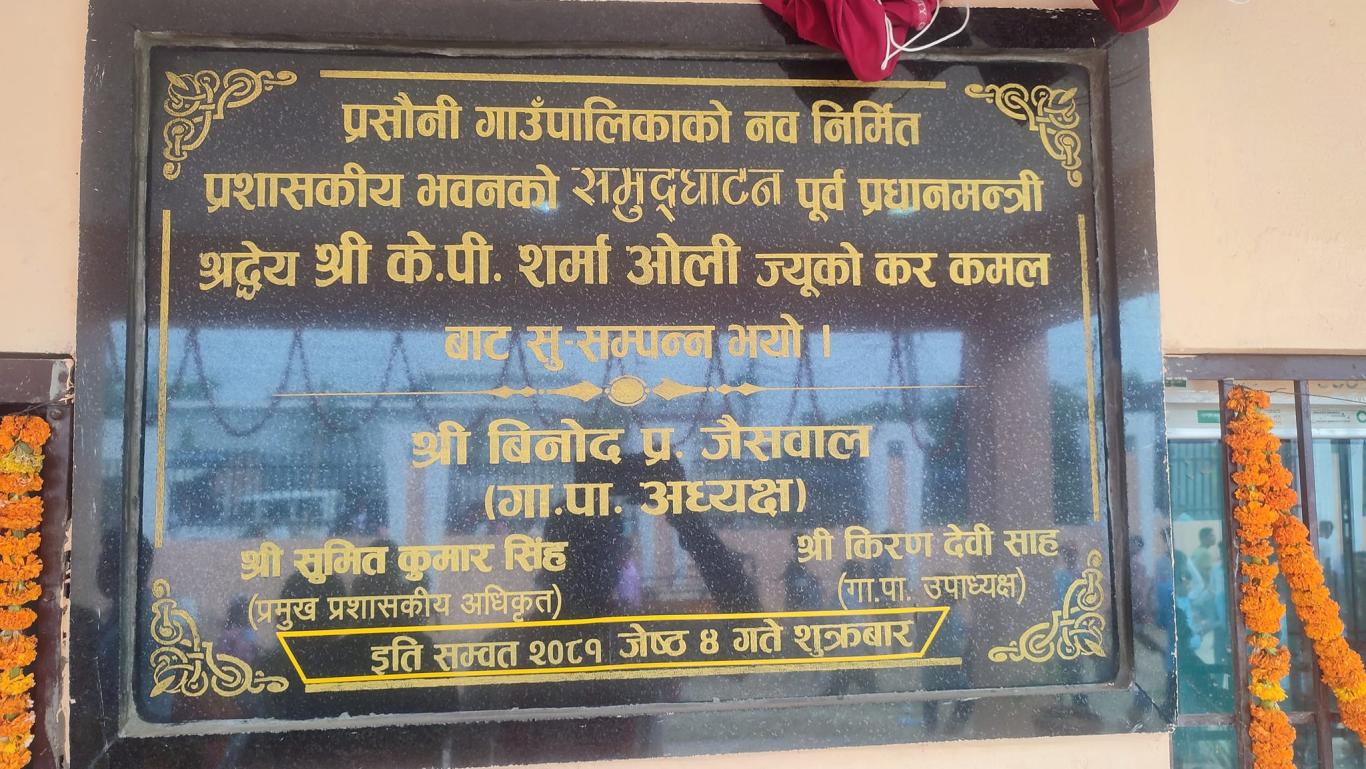 प्रसौनी गाउँपालिकाको नव निर्मित
प्रशासकीय भवनको समुद्घाटन पूर्व प्रधानमन्त्री
श्रद्धेय श्री के.पी. शर्मा ओली ज्यूको कर कमल
बाट सु-सम्पन्न भयो ।
श्री बिनोद प्र. जैसवाल
(गा.पा. अध्यक्ष)
श्री सुमित कुमार सिंह
(प्रमुख प्रशासकीय अधिकृत)
श्री किरण देवी साह
(गा.पा. उपाध्यक्ष)
इति सम्वत २०८१ जेष्ठ ४ गते शुक्रबार